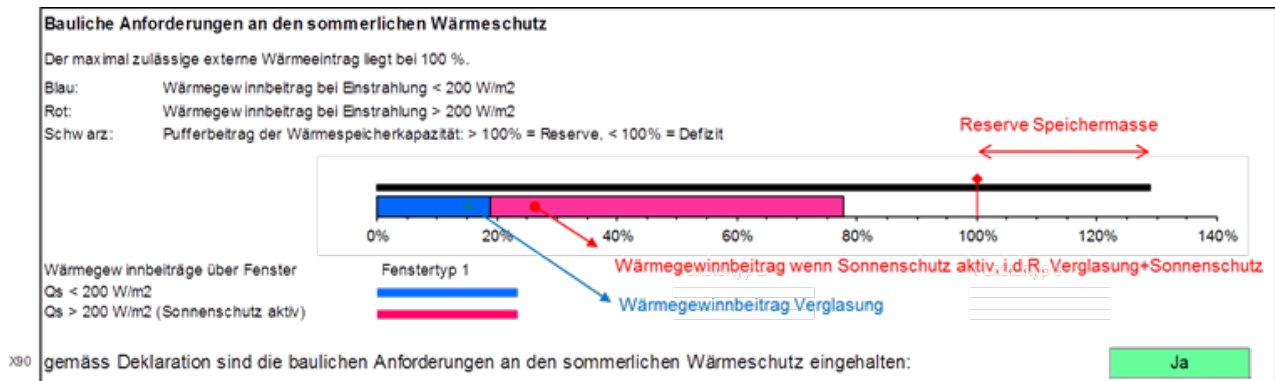 Bauliche Anforderungen an den sommerlichen Wärmeschutz
Der maximal zulässige externe Wärmeeintrag liegt bei 100 %.
Blau: Wärmegewinnbeitrag bei Einstrahlung < 200 W/m2
Rot: Wärmegewinnbeitrag bei Einstrahlung > 200 W/m2
Schwarz: Pufferbeitrag der Wärmespeicherkapazität: > 100% = Reserve, < 100% = Defizit
Reserve Speichermasse
0% 20% 40% 60% 80% 100% 120% 140%
Wärmegewinnbeiträge über Fenster Fenstertyp 1 Wärmegewinnbeitrag wenn Sonnenschutz aktiv, i.d.R. Verglasung+Sonnenschutz
Qs < 200 W/m2
Wärmegewinnbeitrag Verglasung
Qs > 200 W/m2 (Sonnenschutz aktiv)
X90 gemäss Deklaration sind die baulichen Anforderungen an den sommerlichen Wärmeschutz eingehalten: Ja